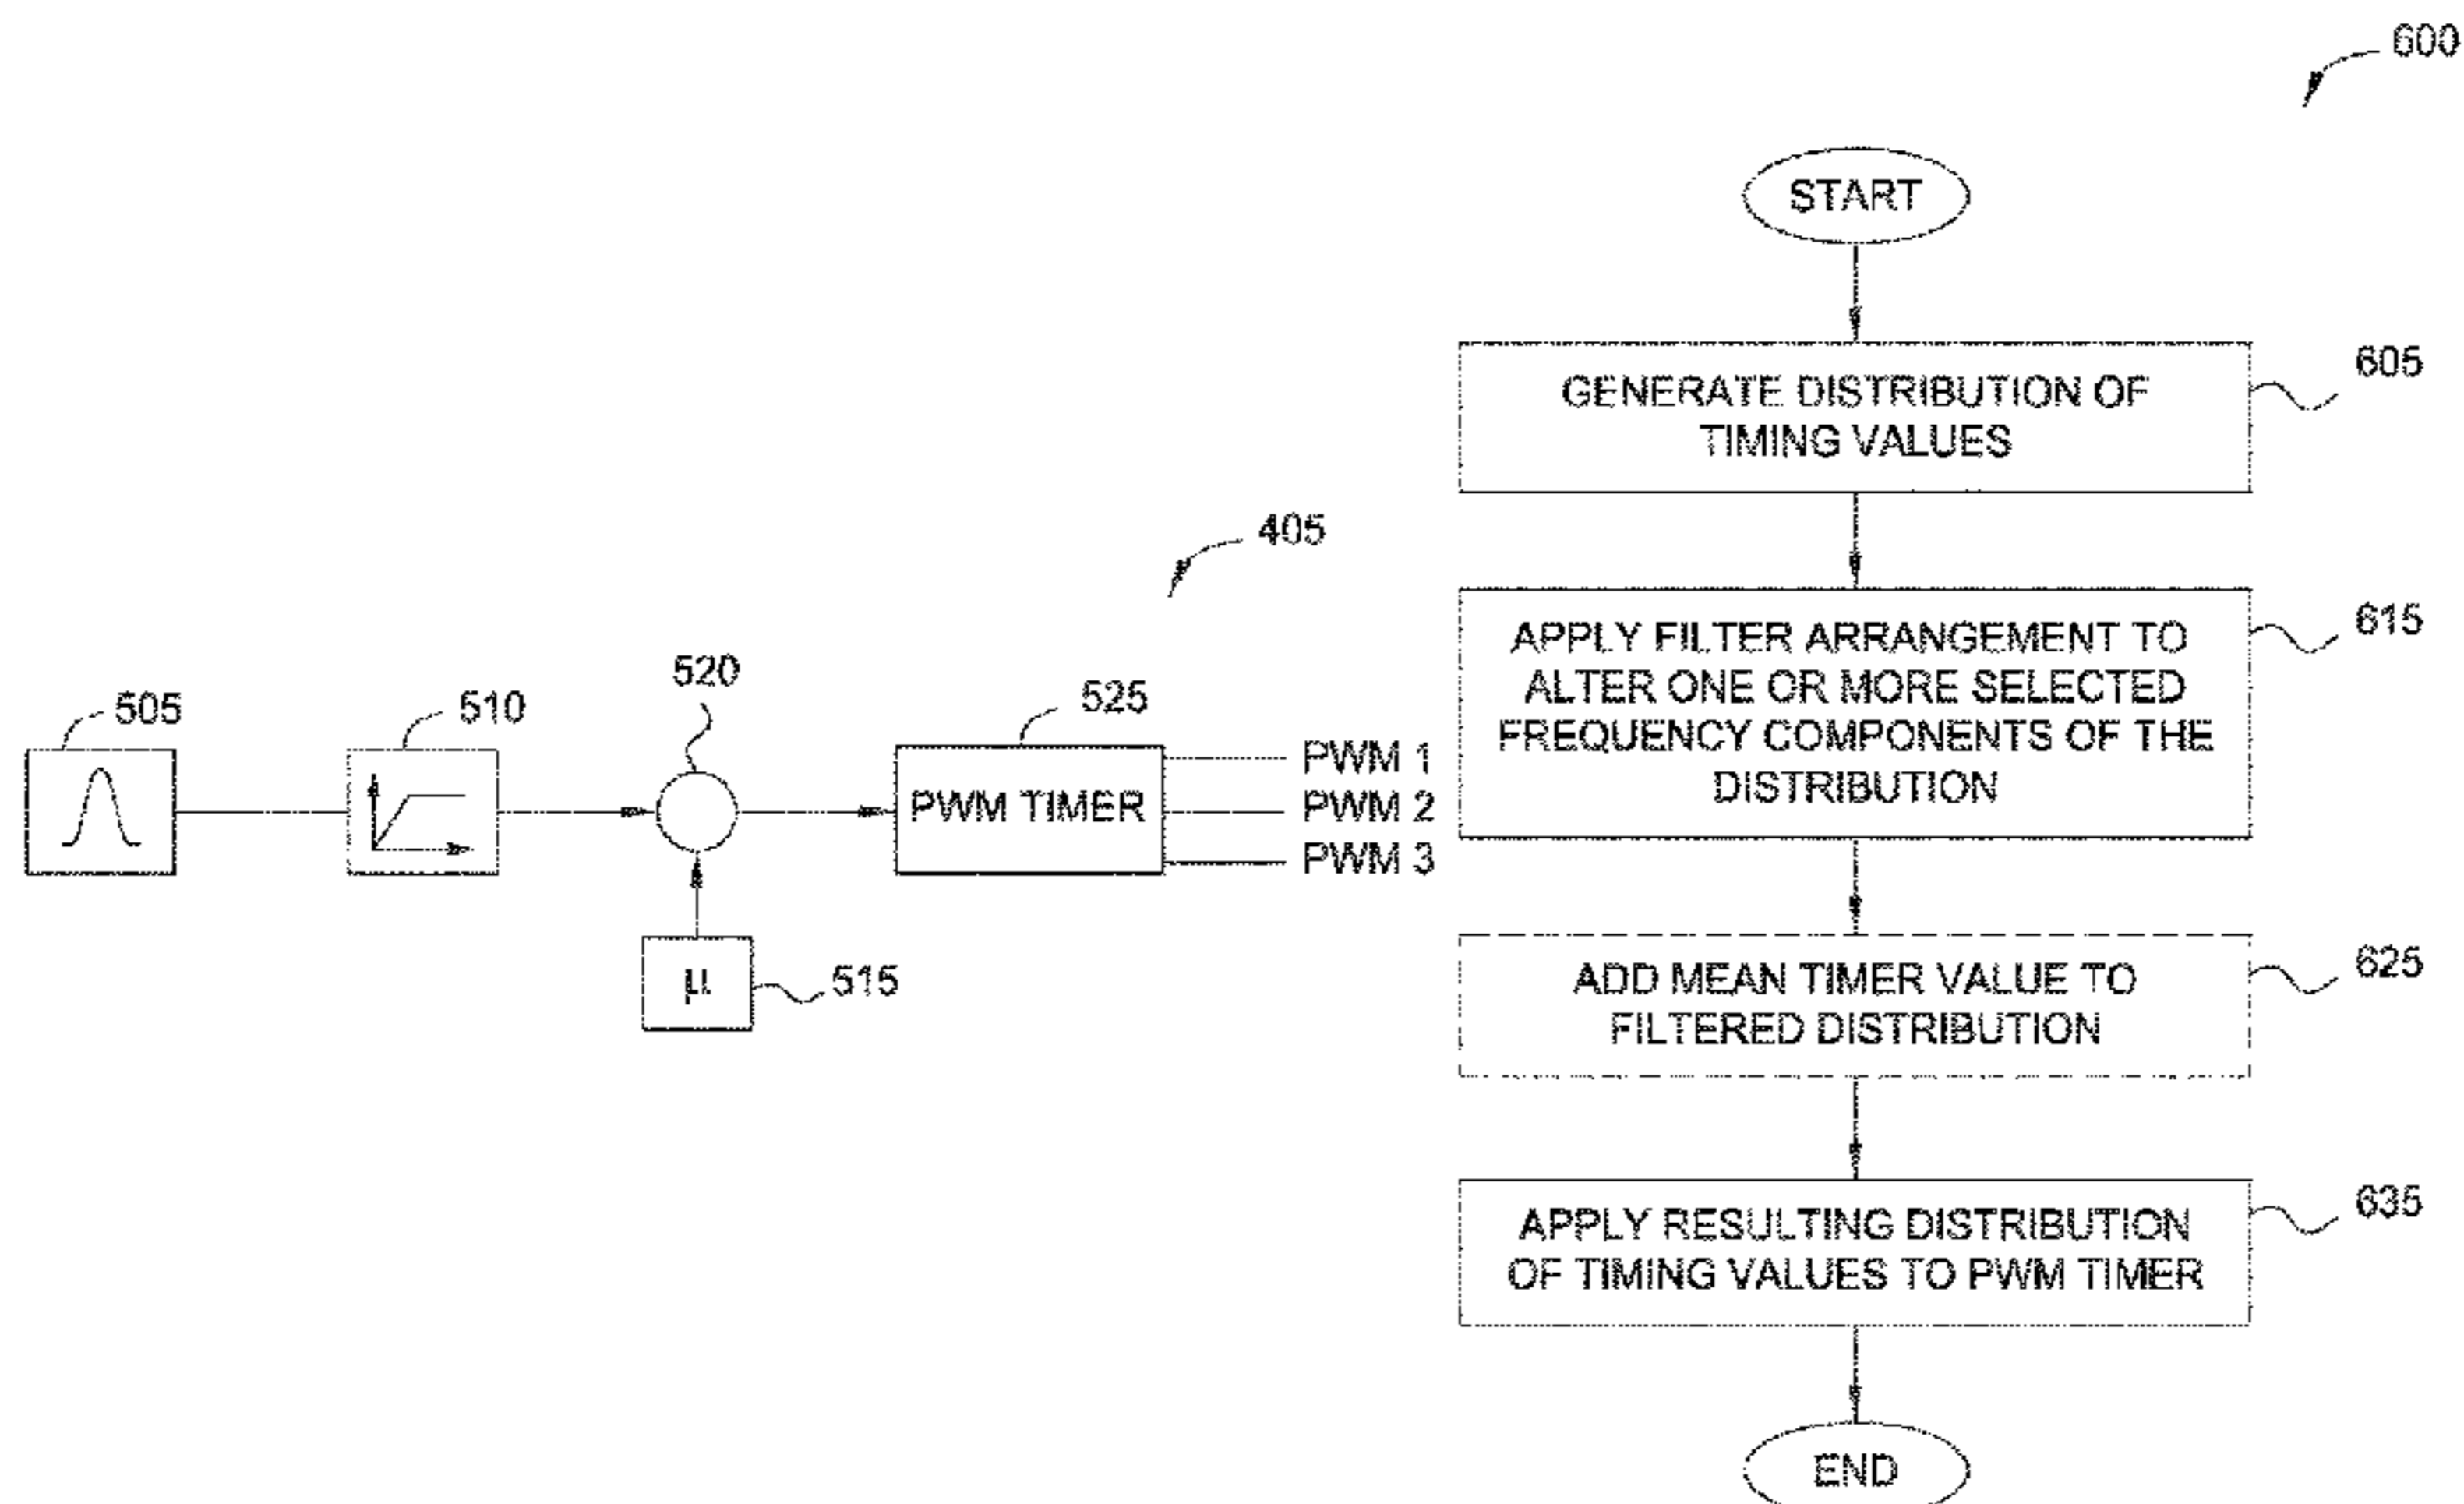 600
START
605
GENERATE DISTRIBUTION OF
TIMING VALUES
405
615
APPLY FILTER ARRANGEMENT TO
ALTER ONE OR MORE SELECTED
FREQUENCY COMPONENTS OF THE
DISTRIBUTION
505
510
520
525
PWM TIMER
PWM 1
PWM 2
PWM 3
µ
515
625
ADD MEAN TIMER VALUE TO
FILTERED DISTRIBUTION
635
APPLY RESULTING DISTRIBUTION
OF TIMING VALUES TO PWM TIMER
END